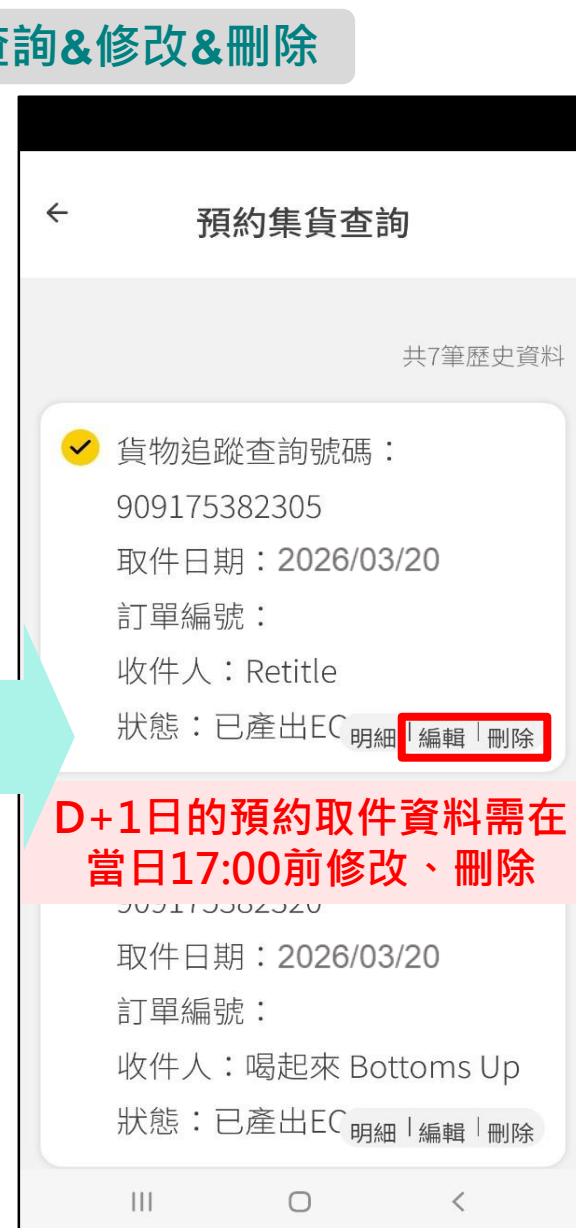 詢&修改&刪除
預約集貨查詢
共7筆歷史資料
貨物追蹤查詢號碼：
909175382305
取件日期：2026/03/20
訂單編號：
收件人：Retitle
狀態：已產出EC
明細 | 編輯 | 刪除
D+1日的預約取件資料需在
當日17:00前修改、刪除
909175382320
取件日期：2026/03/20
訂單編號：
收件人：喝起來 Bottoms Up
狀態：已產出EC
明細 | 編輯 | 刪除